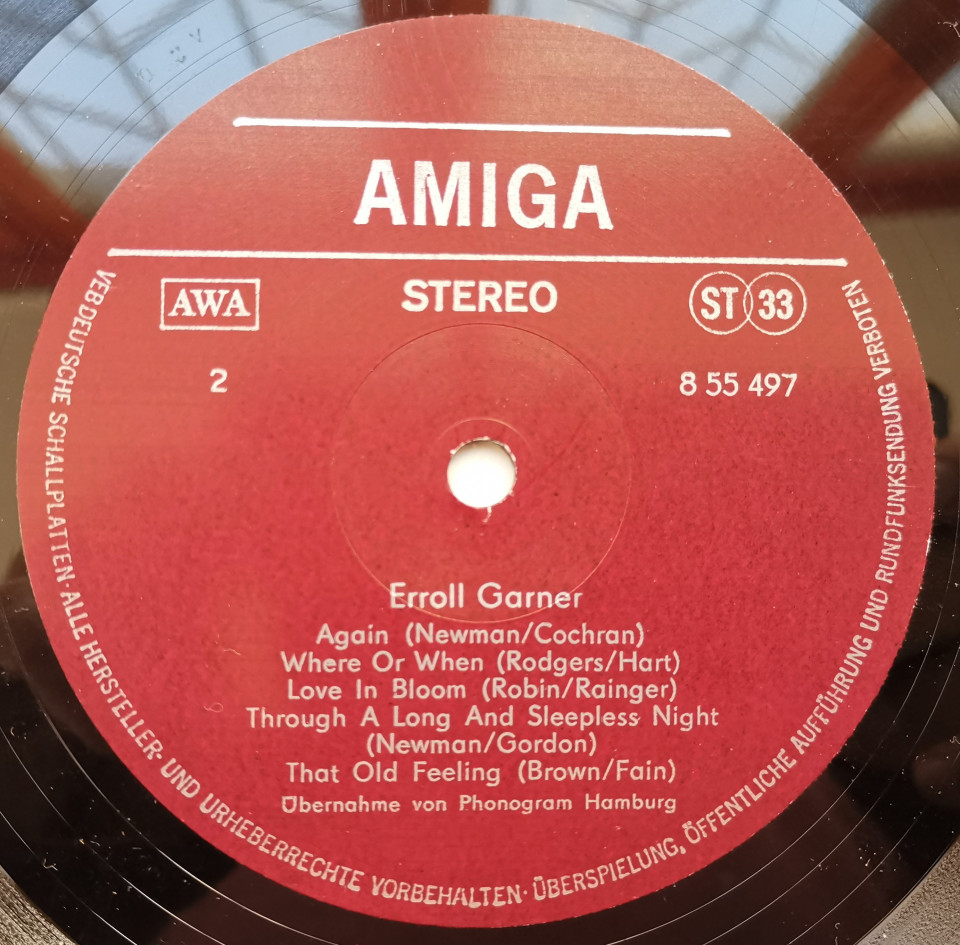 AMIGA
AWA
STEREO
ST 33
2
8 55 497
Erroll Garner
Again (Newman/Cochran)
Where Or When (Rodgers/Hart)
Love In Bloom (Robin/Rainger)
Through A Long And Sleepless Night
(Newman/Gordon)
That Old Feeling (Brown/Fain)
Übernahme von Phonogram Hamburg
VEB DEUTSCHE SCHALLPLATTEN · ALLE HERSTELLER- UND URHEBERRECHTE VORBEHALTEN · ÜBERSPIELUNG, ÖFFENTLICHE AUFFÜHRUNG UND RUNDFUNKSENDUNG VERBOTEN